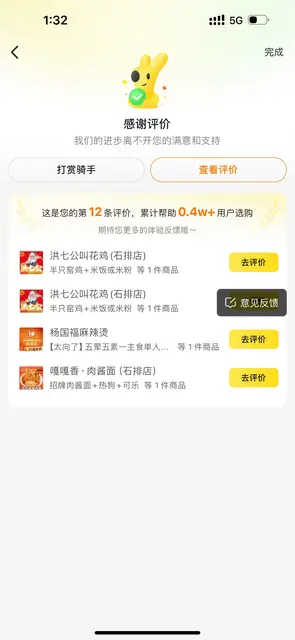 1:32
5G
完成
感谢评价
我们的进步离不开您的满意和支持
打赏骑手
查看评价
这是您的第12条评价，累计帮助0.4w+用户选购
期待您更多的体验反馈哦～
洪七公叫花鸡(石排店)
半只窑鸡+米饭或米粉 等1件商品
去评价
洪七公叫花鸡(石排店)
半只窑鸡+米饭或米粉 等1件商品
意见反馈
杨国福麻辣烫
【太向了】五荤五素一主食单人... 等1件商品
去评价
嘎嘎香·肉酱面 (石排店)
招牌肉酱面+热狗+可乐 等1件商品
去评价